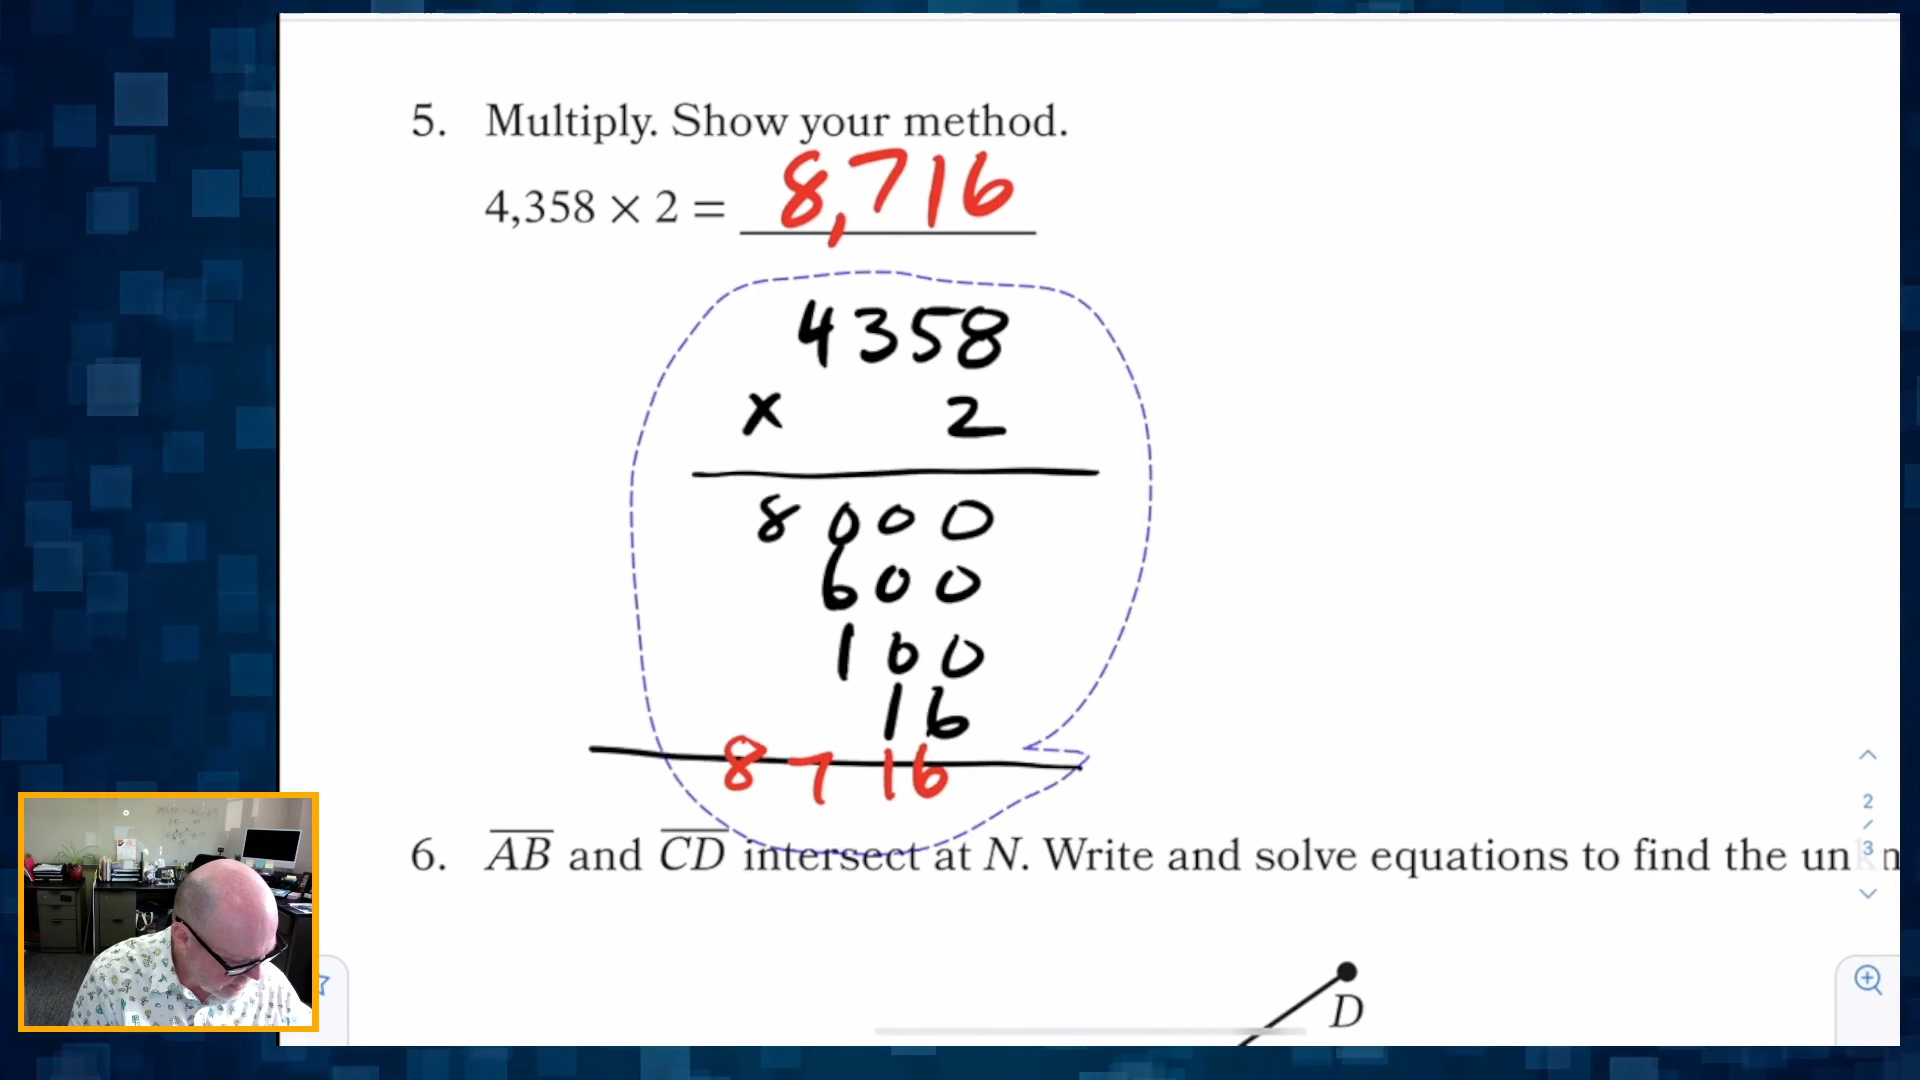 5. Multiply. Show your method.
4,358 × 2 = 8,716
4358
x 2
8000
600
100
16
8716
6. AB and CD intersect at N. Write and solve equations to find the
D
2
/
3